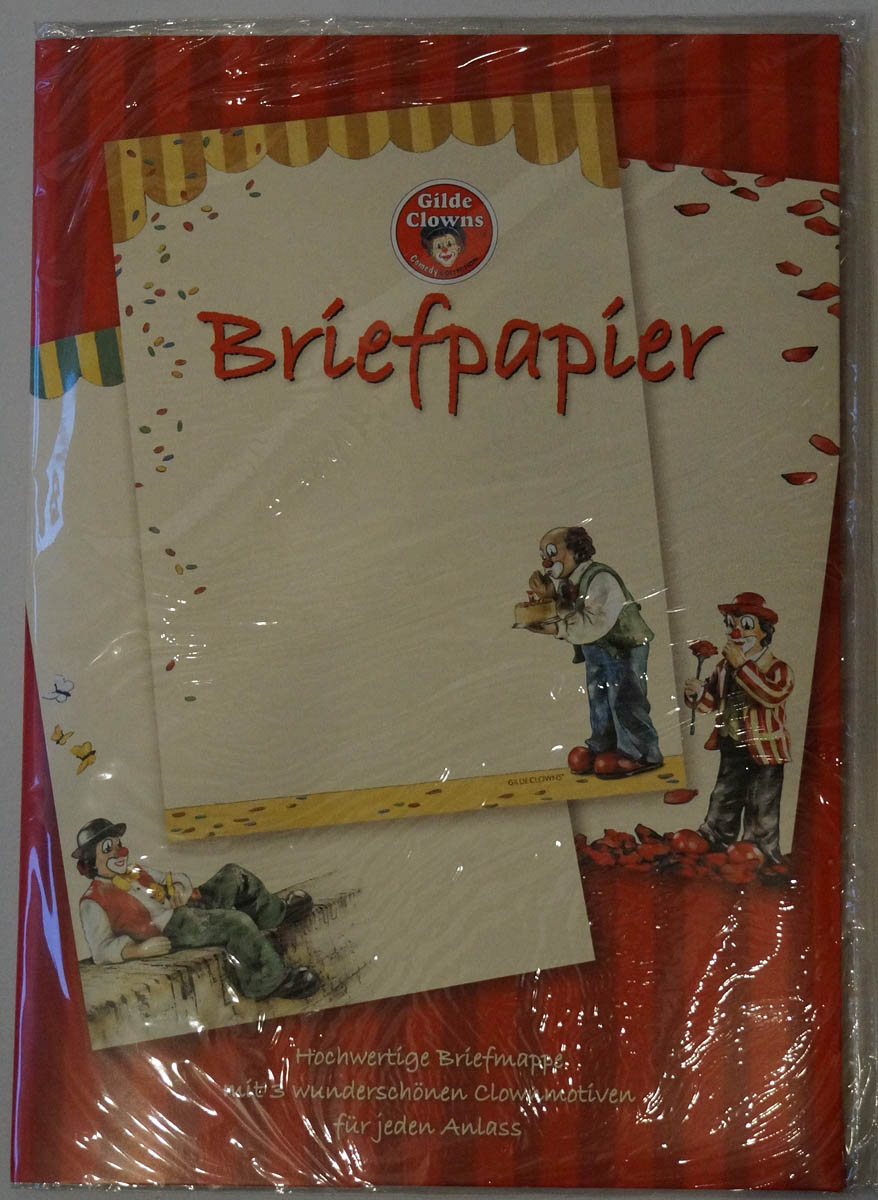 Gilde
Clowns
Comedy
Briefpapier
GILDE CLOWNS
Hochwertige Briefmappe
mit 3 wunderschönen Clownmotiven
für jeden Anlass